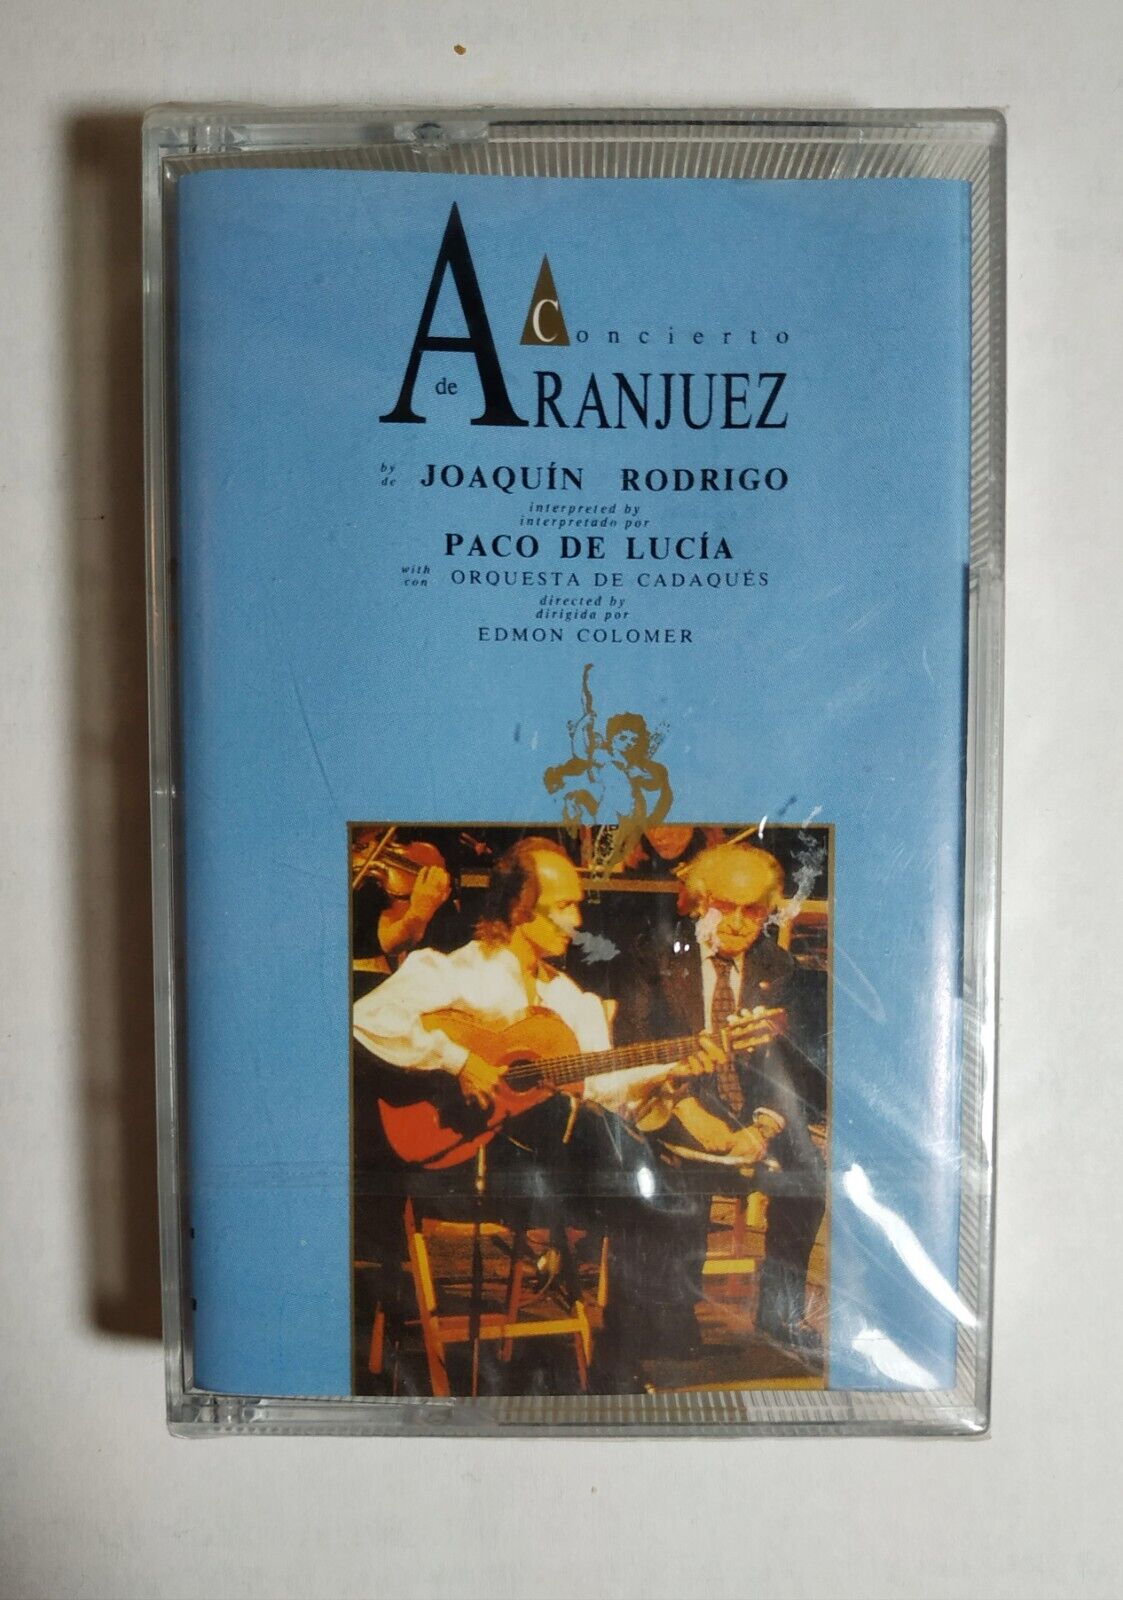 Concierto
de ARANJUEZ
by
de JOAQUÍN RODRIGO
interpreted by
interpretado por
PACO DE LUCÍA
with
con ORQUESTA DE CADAQUÉS
directed by
dirigida por
EDMON COLOMER